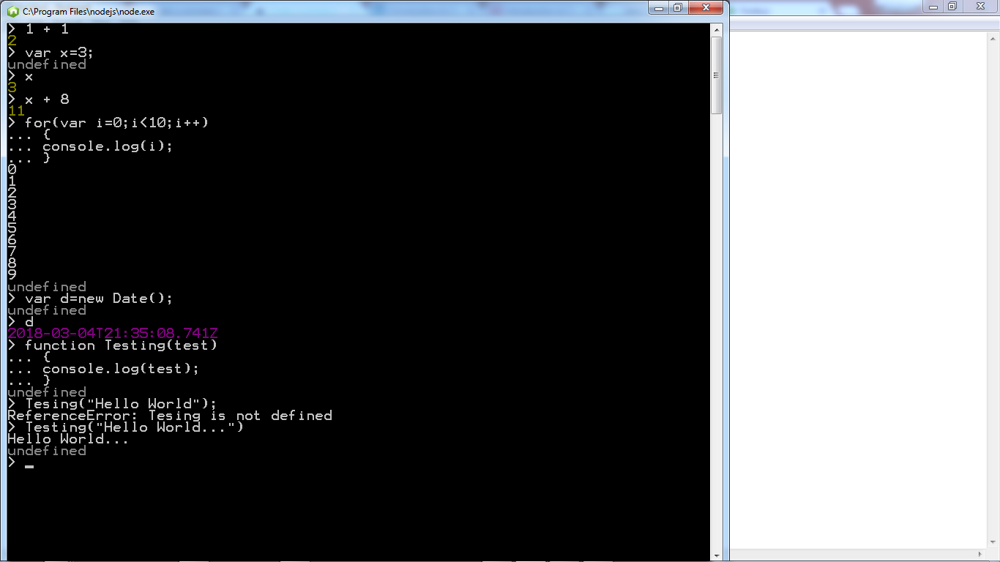 C:\Program Files\nodejs\node.exe
> 1 + 1
2
> var x=3;
undefined
> x
3
> x + 8
11
> for(var i=0;i<10;i++)
... {
... console.log(i);
... }
0
1
2
3
4
5
6
7
8
9
undefined
> var d=new Date();
undefined
> d
2018-03-04T21:35:08.741Z
> function Testing(test)
... {
... console.log(test);
... }
undefined
> Tesing("Hello World");
ReferenceError: Tesing is not defined
> Testing("Hello World...")
Hello World...
undefined
> _